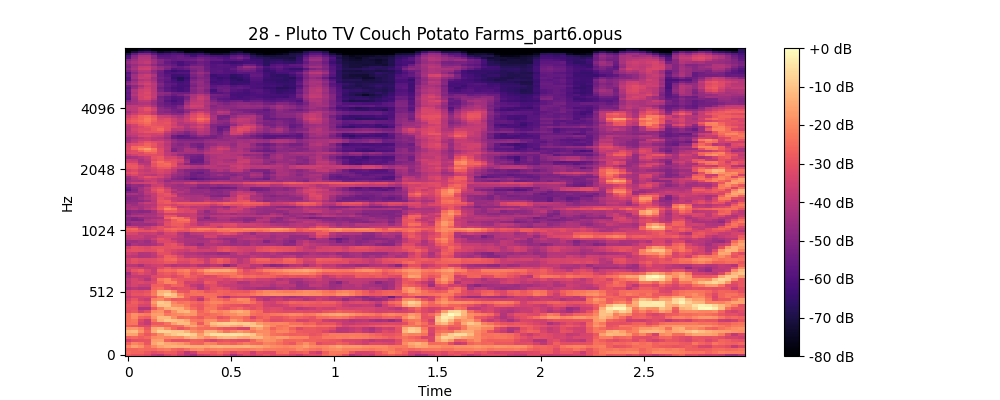 28 - Pluto TV Couch Potato Farms_part6.opus
Hz
4096
2048
1024
512
0
0
0.5
1
1.5
2
2.5
Time
+0 dB
-10 dB
-20 dB
-30 dB
-40 dB
-50 dB
-60 dB
-70 dB
-80 dB